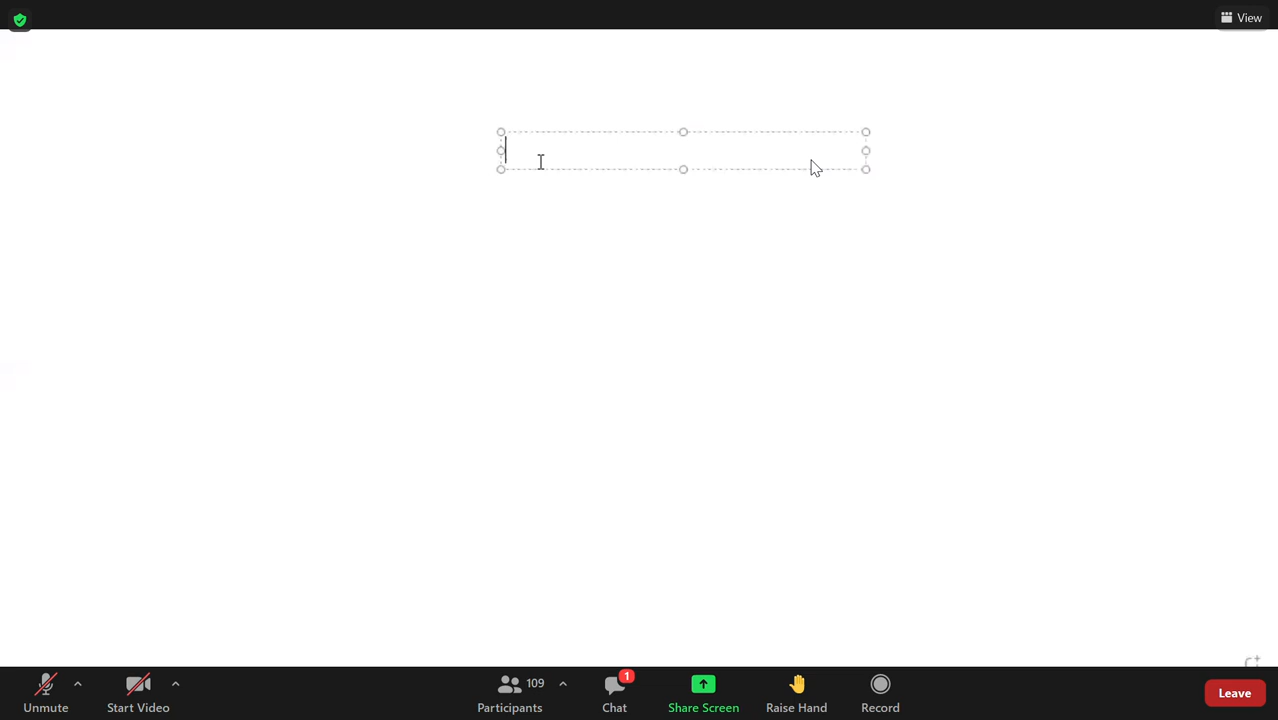 View
109
1
Unmute
Start Video
Participants
Chat
Share Screen
Raise Hand
Record
Leave